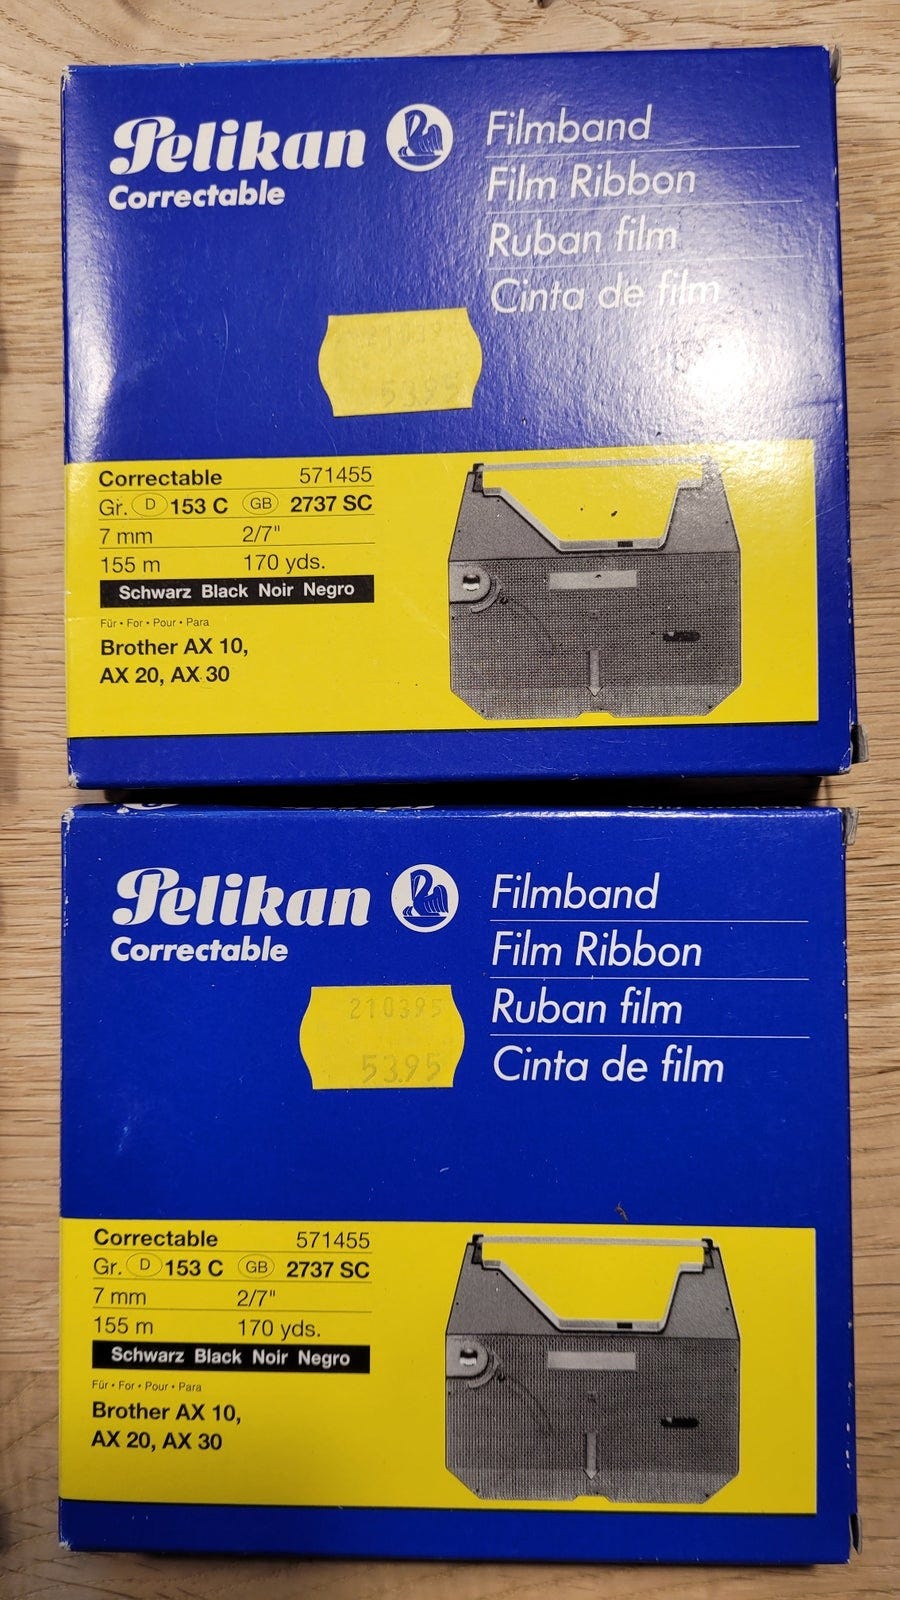 Pelikan
Correctable
Filmband
Film Ribbon
Ruban film
Cinta de film
53.95
Correctable 571455
Gr. D 153 C GB 2737 SC
7 mm 2/7"
155 m 170 yds.
Schwarz Black Noir Negro
Für • For • Pour • Para
Brother AX 10,
AX 20, AX 30
Pelikan
Correctable
Filmband
Film Ribbon
Ruban film
Cinta de film
210395
53.95
Correctable 571455
Gr. D 153 C GB 2737 SC
7 mm 2/7"
155 m 170 yds.
Schwarz Black Noir Negro
Für • For • Pour • Para
Brother AX 10,
AX 20, AX 30